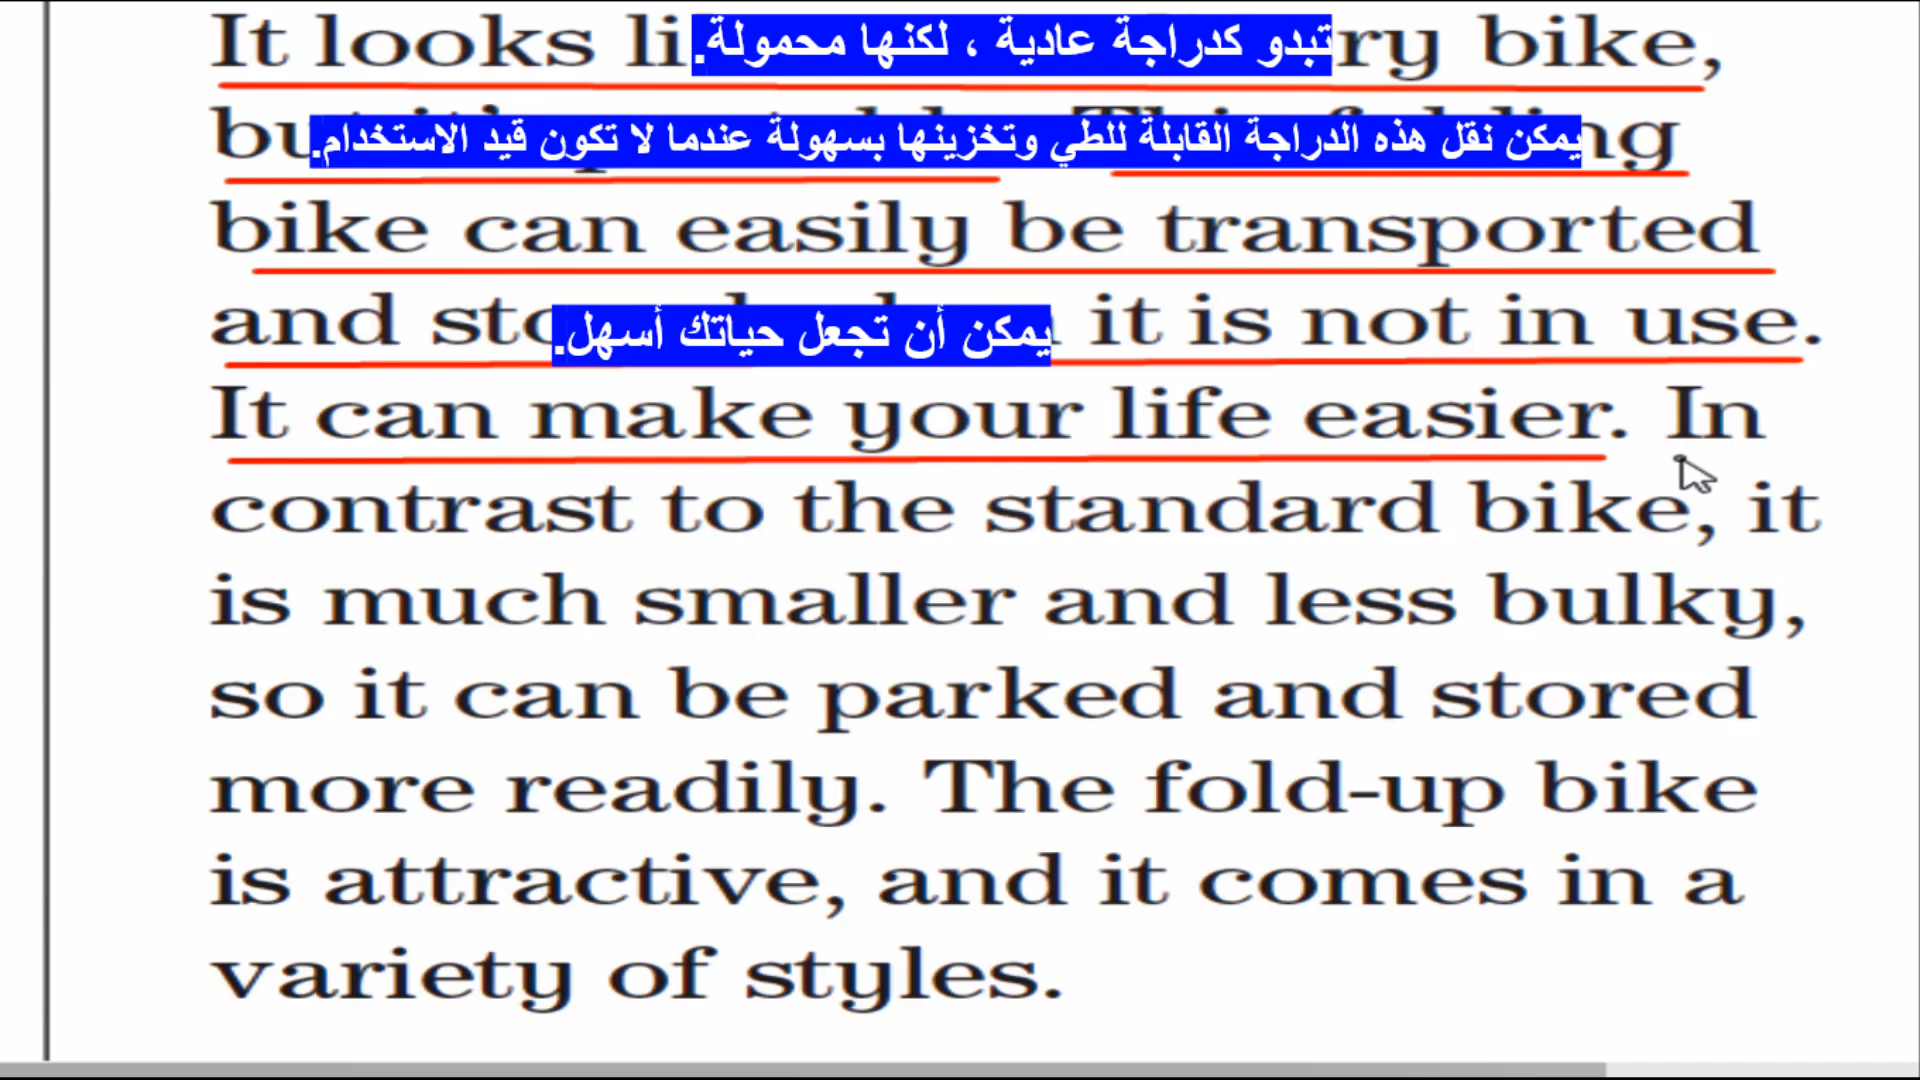 It looks li تبدو كدراجة عادية ، لكنها محمولة. ry bike,
bu يمكن نقل هذه الدراجة القابلة للطي وتخزينها بسهولة عندما لا تكون قيد الاستخدام. ng
bike can easily be transported
and sto يمكن أن تجعل حياتك أسهل. it is not in use.
It can make your life easier. In
contrast to the standard bike, it
is much smaller and less bulky,
so it can be parked and stored
more readily. The fold-up bike
is attractive, and it comes in a
variety of styles.